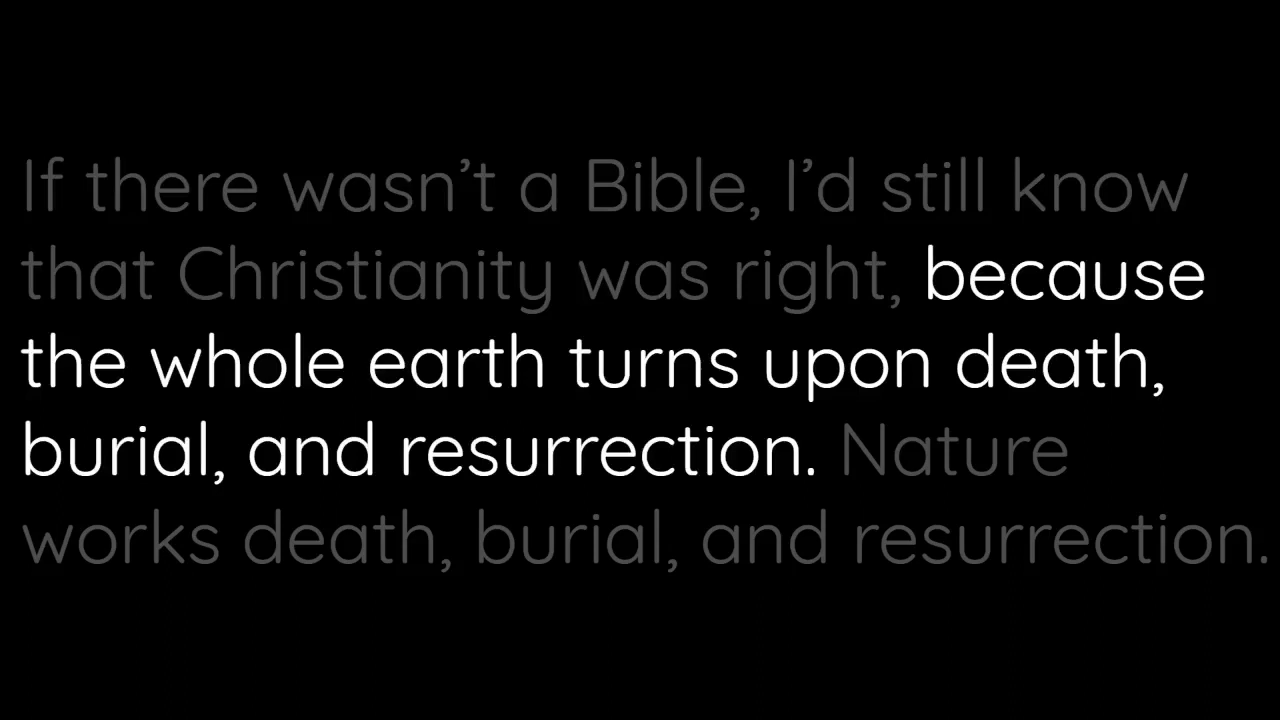 If there wasn’t a Bible, I’d still know
that Christianity was right, because
the whole earth turns upon death,
burial, and resurrection. Nature
works death, burial, and resurrection.